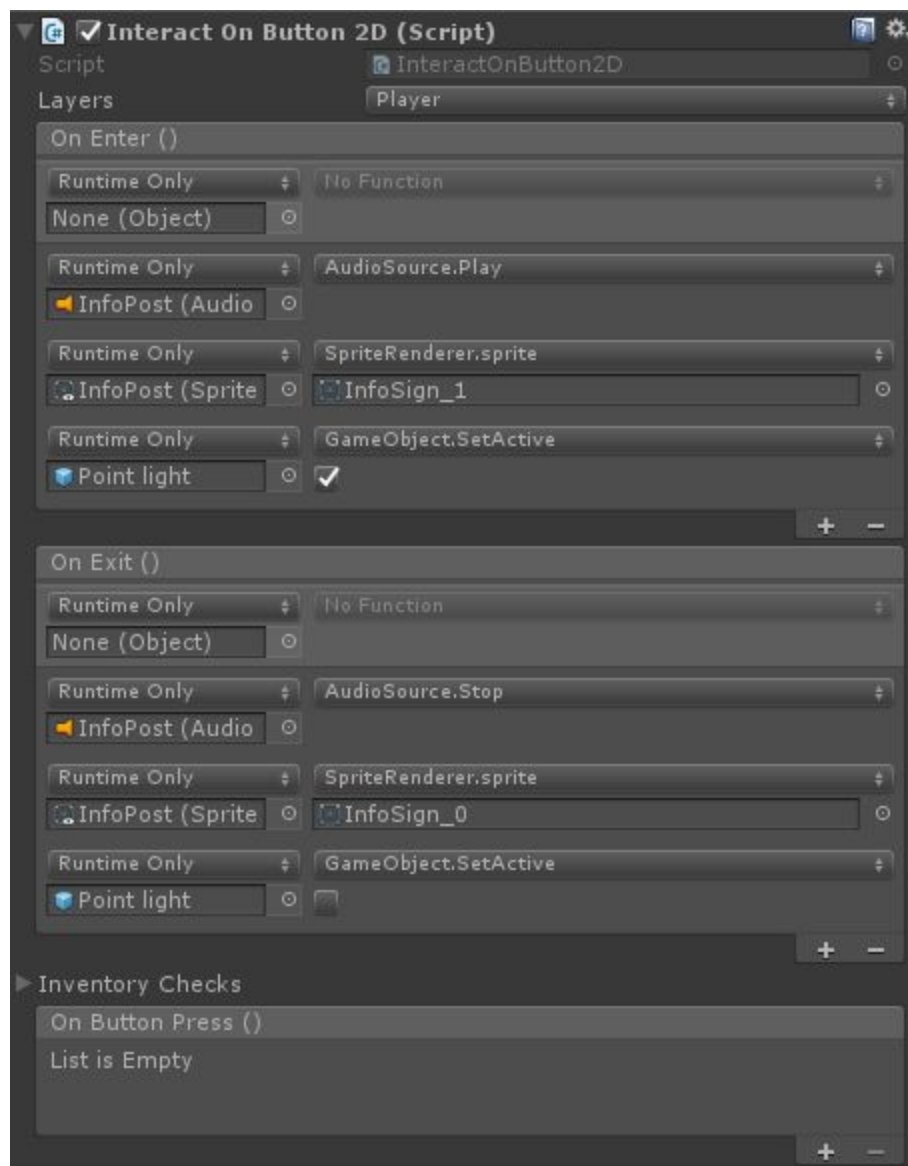 Interact On Button 2D (Script)
Script InteractOnButton2D
Layers Player
On Enter ()
Runtime Only No Function
None (Object)
Runtime Only AudioSource.Play
InfoPost (Audio
Runtime Only SpriteRenderer.sprite
InfoPost (Sprite InfoSign_1
Runtime Only GameObject.SetActive
Point light
On Exit ()
Runtime Only No Function
None (Object)
Runtime Only AudioSource.Stop
InfoPost (Audio
Runtime Only SpriteRenderer.sprite
InfoPost (Sprite InfoSign_0
Runtime Only GameObject.SetActive
Point light
Inventory Checks
On Button Press ()
List is Empty